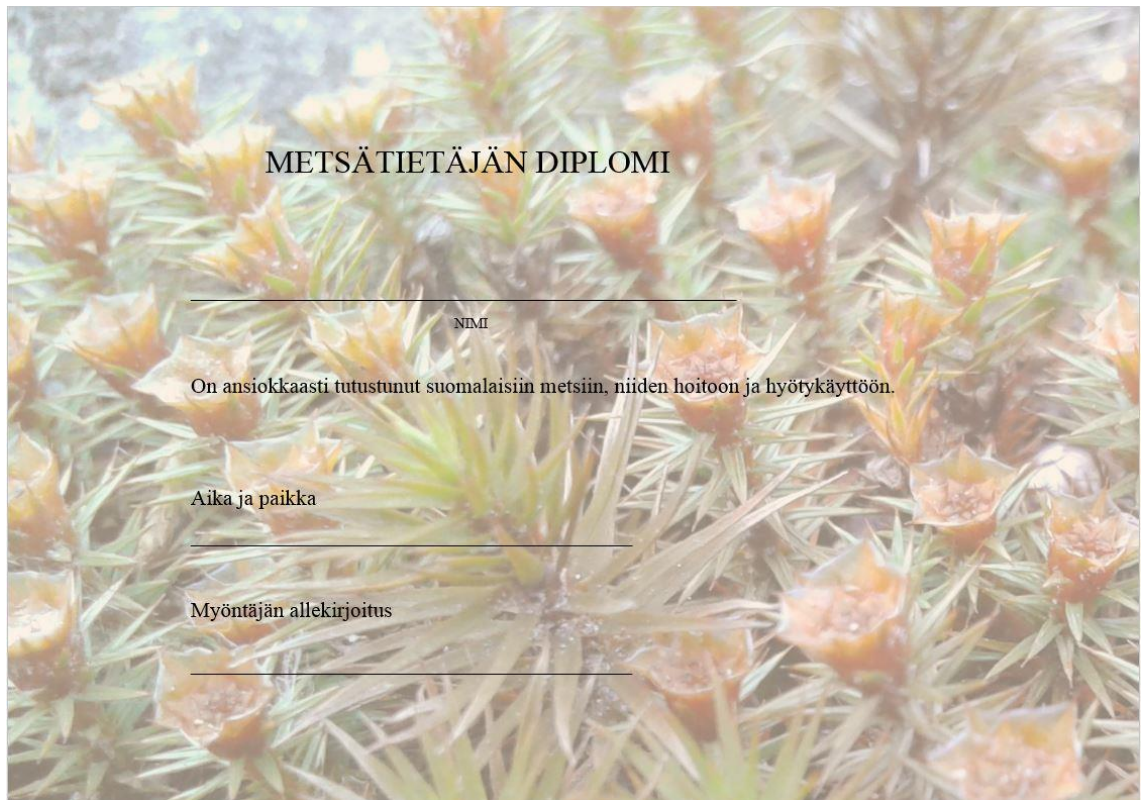 METSÄTIETÄJÄN DIPLOMI
NIMI
On ansiokkaasti tutustunut suomalaisiin metsiin, niiden hoitoon ja hyötykäyttöön.
Aika ja paikka
Myöntäjän allekirjoitus